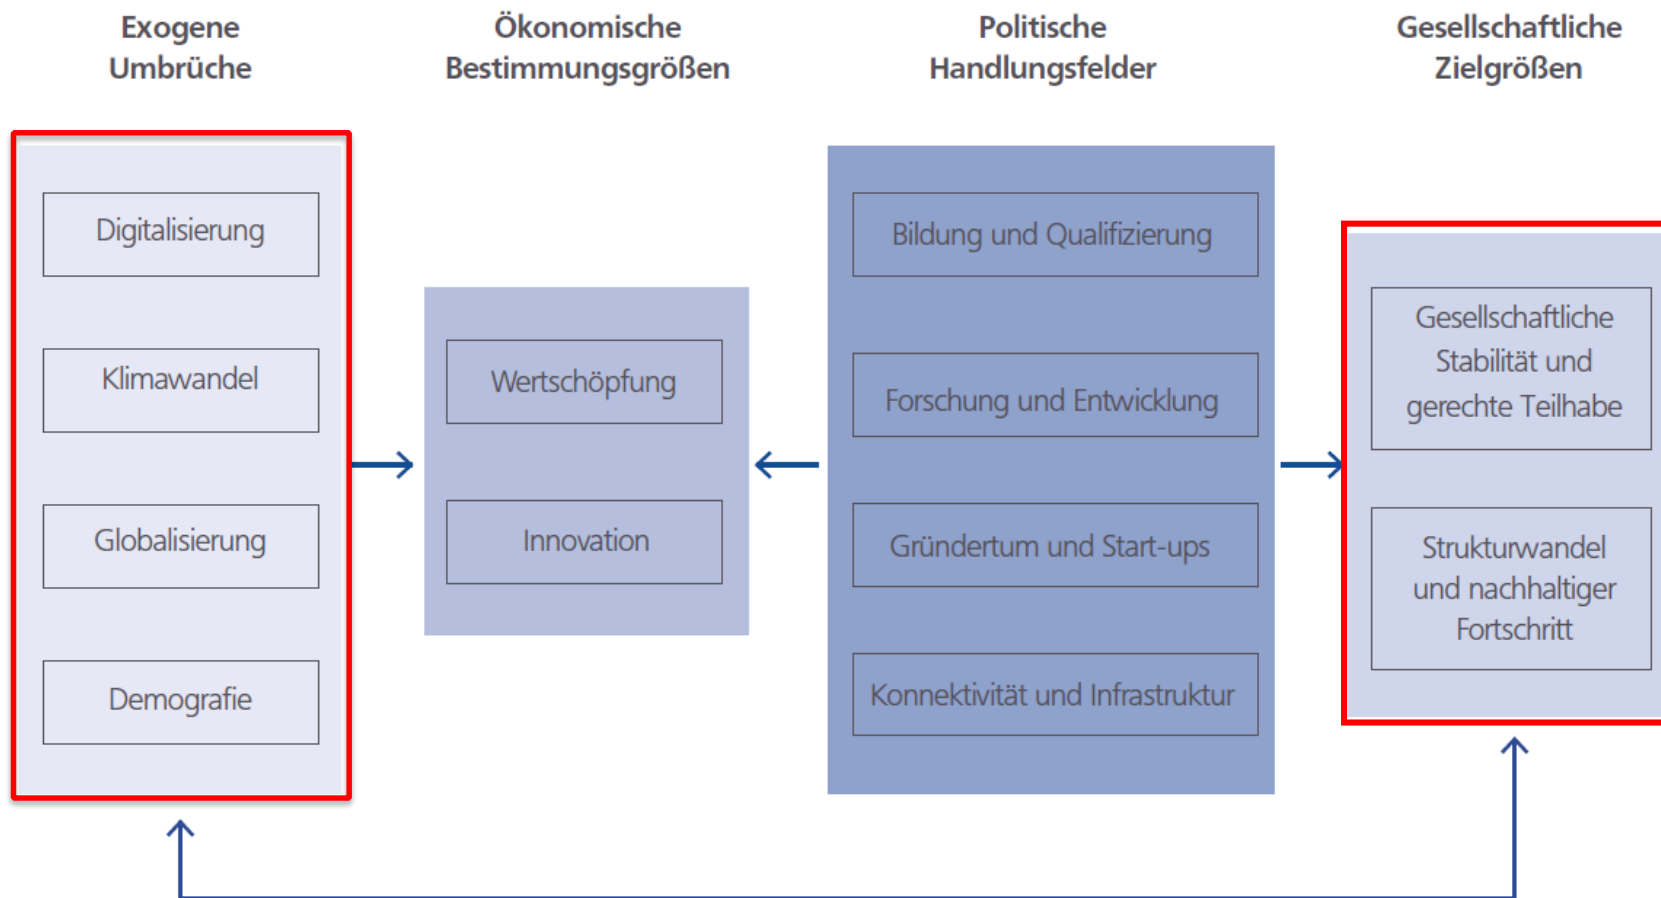 Exogene
Umbrüche
Ökonomische
Bestimmungsgrößen
Politische
Handlungsfelder
Gesellschaftliche
Zielgrößen
Digitalisierung
Klimawandel
Globalisierung
Demografie
Wertschöpfung
Innovation
Bildung und Qualifizierung
Forschung und Entwicklung
Gründertum und Start-ups
Konnektivität und Infrastruktur
Gesellschaftliche
Stabilität und
gerechte Teilhabe
Strukturwandel
und nachhaltiger
Fortschritt